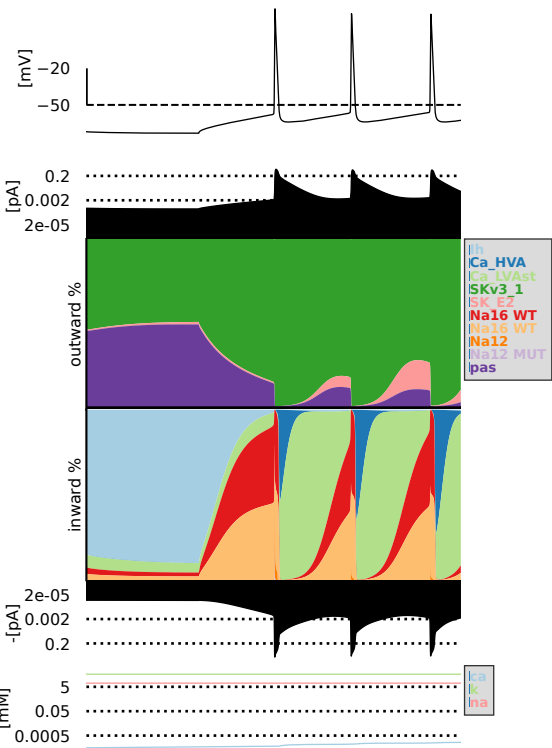 [mV]
−20
−50
[pA]
0.2
0.002
2e-05
outward %
Ih
Ca_HVA
Ca_LVAst
SKv3_1
SK_E2
Na16 WT
Na16 WT
Na12
Na12 MUT
pas
inward %
-[pA]
2e-05
0.002
0.2
[mM]
5
0.05
0.0005
ca
k
na